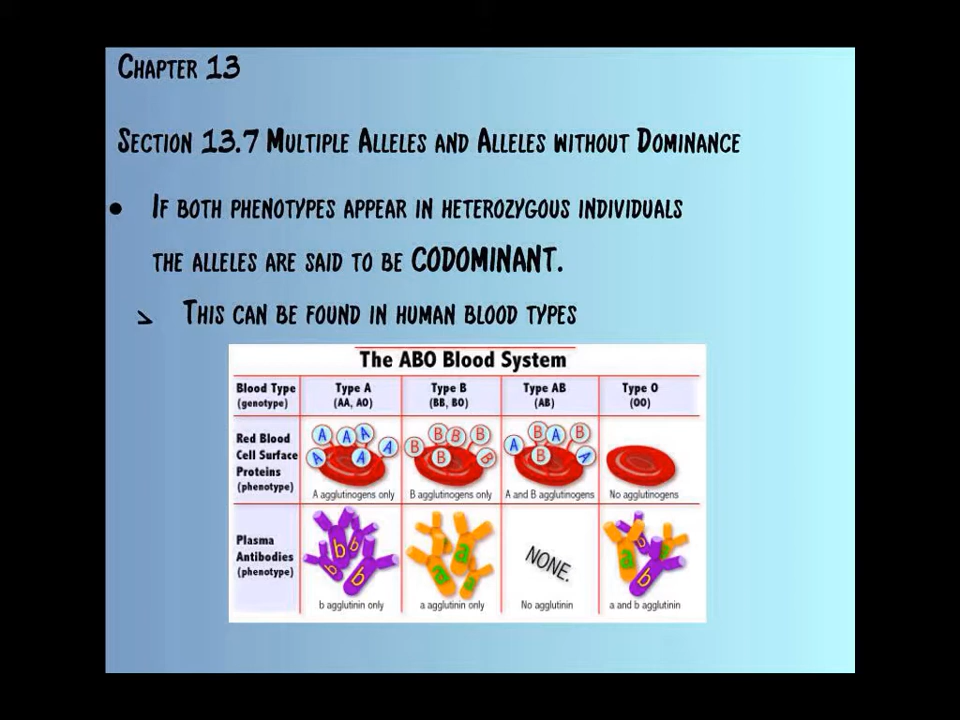 Chapter 13
Section 13.7 Multiple Alleles and Alleles without Dominance
• If both phenotypes appear in heterozygous individuals
the alleles are said to be CODOMINANT.
➢ This can be found in human blood types
The ABO Blood System
Blood Type
(genotype)
Type A
(AA, AO)
Type B
(BB, BO)
Type AB
(AB)
Type O
(OO)
Red Blood
Cell Surface
Proteins
(phenotype)
A A A A A A
A agglutinogens only
B B B B B B
B agglutinogens only
A B A B B A
A and B agglutinogens
No agglutinogens
Plasma
Antibodies
(phenotype)
b b b b
b agglutinin only
a a a
a agglutinin only
NONE.
No agglutinin
a b a b
a and b agglutinin